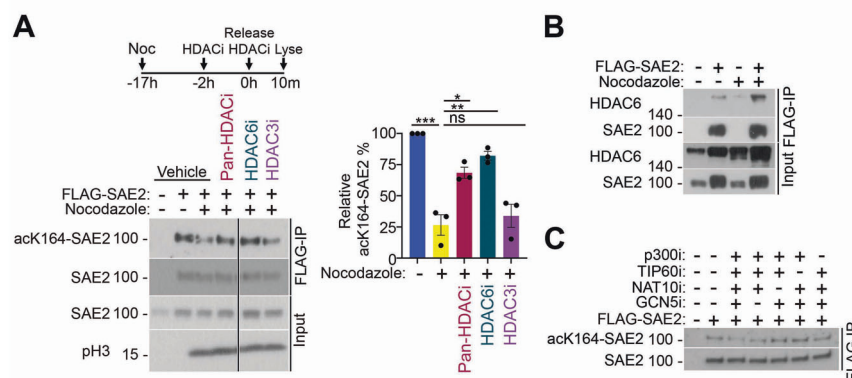 A
Release
Noc HDACi HDACi Lyse
-17h -2h 0h 10m
Pan-HDACi
HDAC6i
HDAC3i
Vehicle
FLAG-SAE2: - + + + + +
Nocodazole: - - + + + +
acK164-SAE2 100 -
SAE2 100 -
FLAG-IP
SAE2 100 -
pH3 15 -
Input
*
**
ns
***
100
75
50
25
0
Relative
acK164-SAE2 %
Nocodazole: - + + + +
Pan-HDACi
HDAC6i
HDAC3i
B
FLAG-SAE2: - + - +
Nocodazole: - - + +
HDAC6
140 -
SAE2 100 -
FLAG-IP
HDAC6
140 -
SAE2 100 -
Input
C
p300i: - - + + + + -
TIP60i: - - + + + - +
NAT10i: - - + + - + +
GCN5i: - - + - + + +
FLAG-SAE2: - + + + + + +
acK164-SAE2 100 -
SAE2 100 -
FLAG-IP